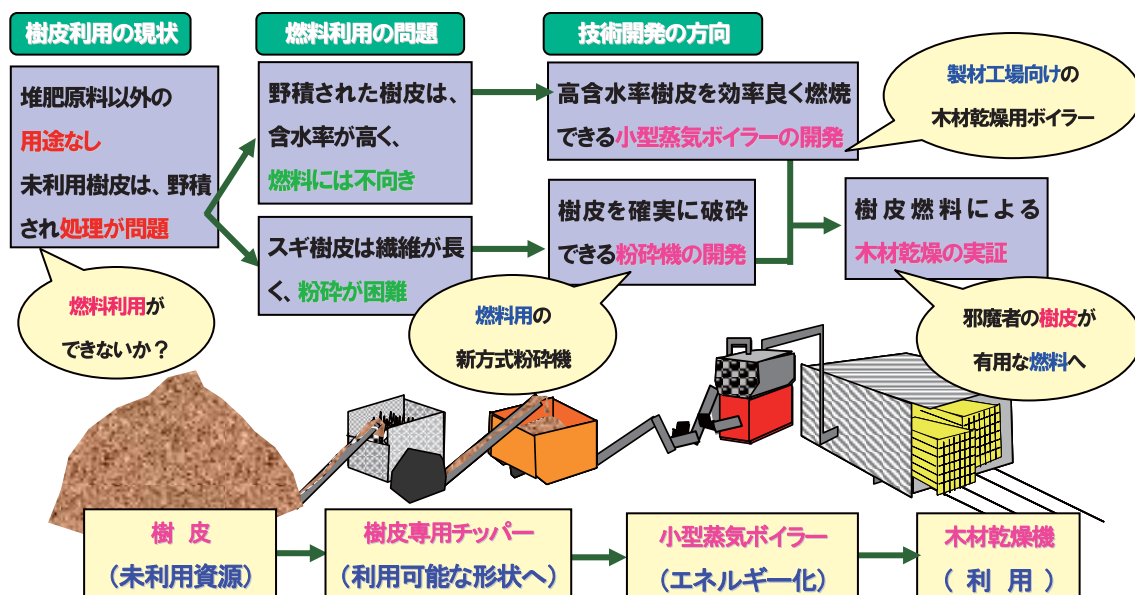 樹皮利用の現状
燃料利用の問題
技術開発の方向
堆肥原料以外の
用途なし
未利用樹皮は、野積
され処理が問題
野積された樹皮は、
含水率が高く、
燃料には不向き
スギ樹皮は繊維が長
く、粉砕が困難
高含水率樹皮を効率良く燃焼
できる小型蒸気ボイラーの開発
樹皮を確実に破砕
できる粉砕機の開発
製材工場向けの
木材乾燥用ボイラー
樹皮燃料による
木材乾燥の実証
燃料利用が
できないか？
燃料用の
新方式粉砕機
邪魔者の樹皮が
有用な燃料へ
樹 皮
（未利用資源）
樹皮専用チッパー
（利用可能な形状へ）
小型蒸気ボイラー
（エネルギー化）
木材乾燥機
（ 利 用 ）